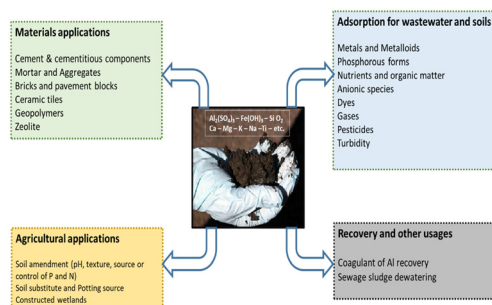 Materials applications
Cement & cementitious components
Mortar and Aggregates
Bricks and pavement blocks
Ceramic tiles
Geopolymers
Zeolite
Adsorption for wastewater and soils
Metals and Metalloids
Phosphorous forms
Nutrients and organic matter
Anionic species
Dyes
Gases
Pesticides
Turbidity
Al₂(SO₄)₃ – Fe(OH)₃ – Si O₂
Ca – Mg – K – Na –Ti – etc.
Agricultural applications
Soil amendment (pH, texture, source or
control of P and N)
Soil substitute and Potting source
Constructed wetlands
Recovery and other usages
Coagulant of Al recovery
Sewage sludge dewatering